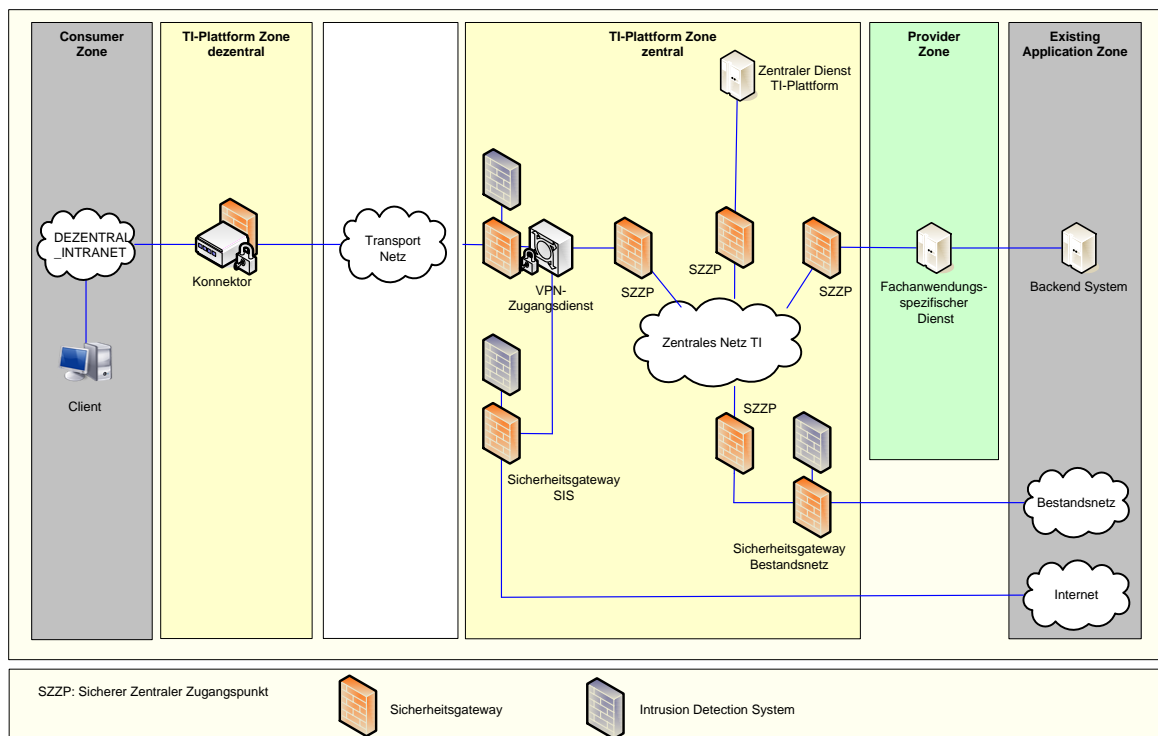 Consumer
Zone
TI-Plattform Zone
dezentral
TI-Plattform Zone
zentral
Provider
Zone
Existing
Application Zone
Zentraler Dienst
TI-Plattform
DEZENTRAL
_INTRANET
Konnektor
Transport
Netz
VPN-
Zugangsdienst
SZZP
SZZP
SZZP
Fachanwendungs-
spezifischer
Dienst
Backend System
Zentrales Netz TI
Client
SZZP
Sicherheitsgateway
SIS
Sicherheitsgateway
Bestandsnetz
Bestandsnetz
Internet
SZZP: Sicherer Zentraler Zugangspunkt
Sicherheitsgateway
Intrusion Detection System